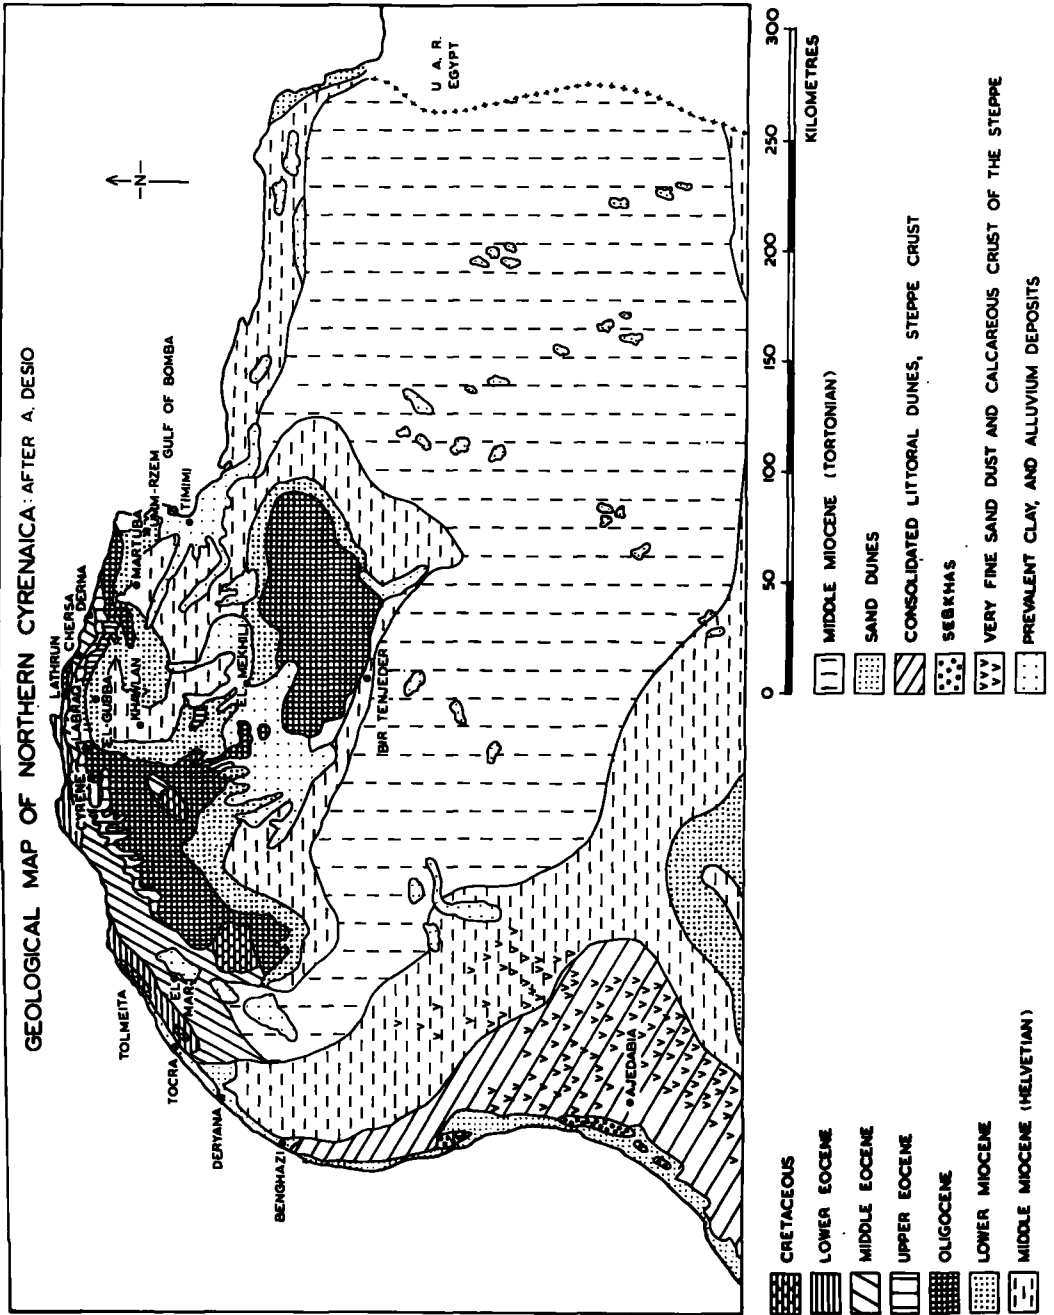 GEOLOGICAL MAP OF NORTHERN CYRENAICA: AFTER A. DESIO
LATHRUN
CHERSA
DERNA
LABRAQ
CYRENE
EL-GUBBA
KHAWLAN
MARTUBA
UM-RZEM
GULF OF BOMBA
TIMIMI
TOLMEITA
EL MARJ
TOCRA
DERYANA
BENGHAZI
EL MEKHILI
BIR TENJEDER
AJEDABIA
U A. R.
EGYPT
-N-
0 50 100 150 200 250 300
KILOMETRES
CRETACEOUS
LOWER EOCENE
MIDDLE EOCENE
UPPER EOCENE
OLIGOCENE
LOWER MIOCENE
MIDDLE MIOCENE (HELVETIAN)
MIDDLE MIOCENE (TORTONIAN)
SAND DUNES
CONSOLIDATED LITTORAL DUNES, STEPPE CRUST
SEBKHAS
VERY FINE SAND DUST AND CALCAREOUS CRUST OF THE STEPPE
PREVALENT CLAY, AND ALLUVIUM DEPOSITS